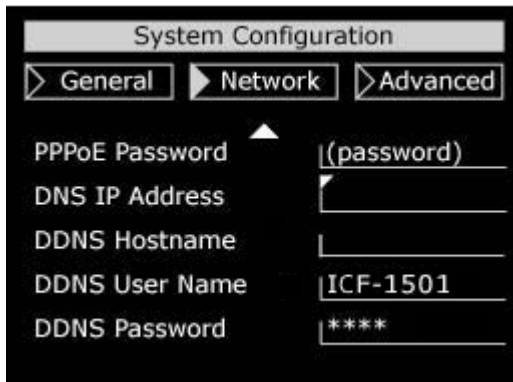 System Configuration
General Network Advanced
PPPoE Password (password)
DNS IP Address
DDNS Hostname
DDNS User Name ICF-1501
DDNS Password ****